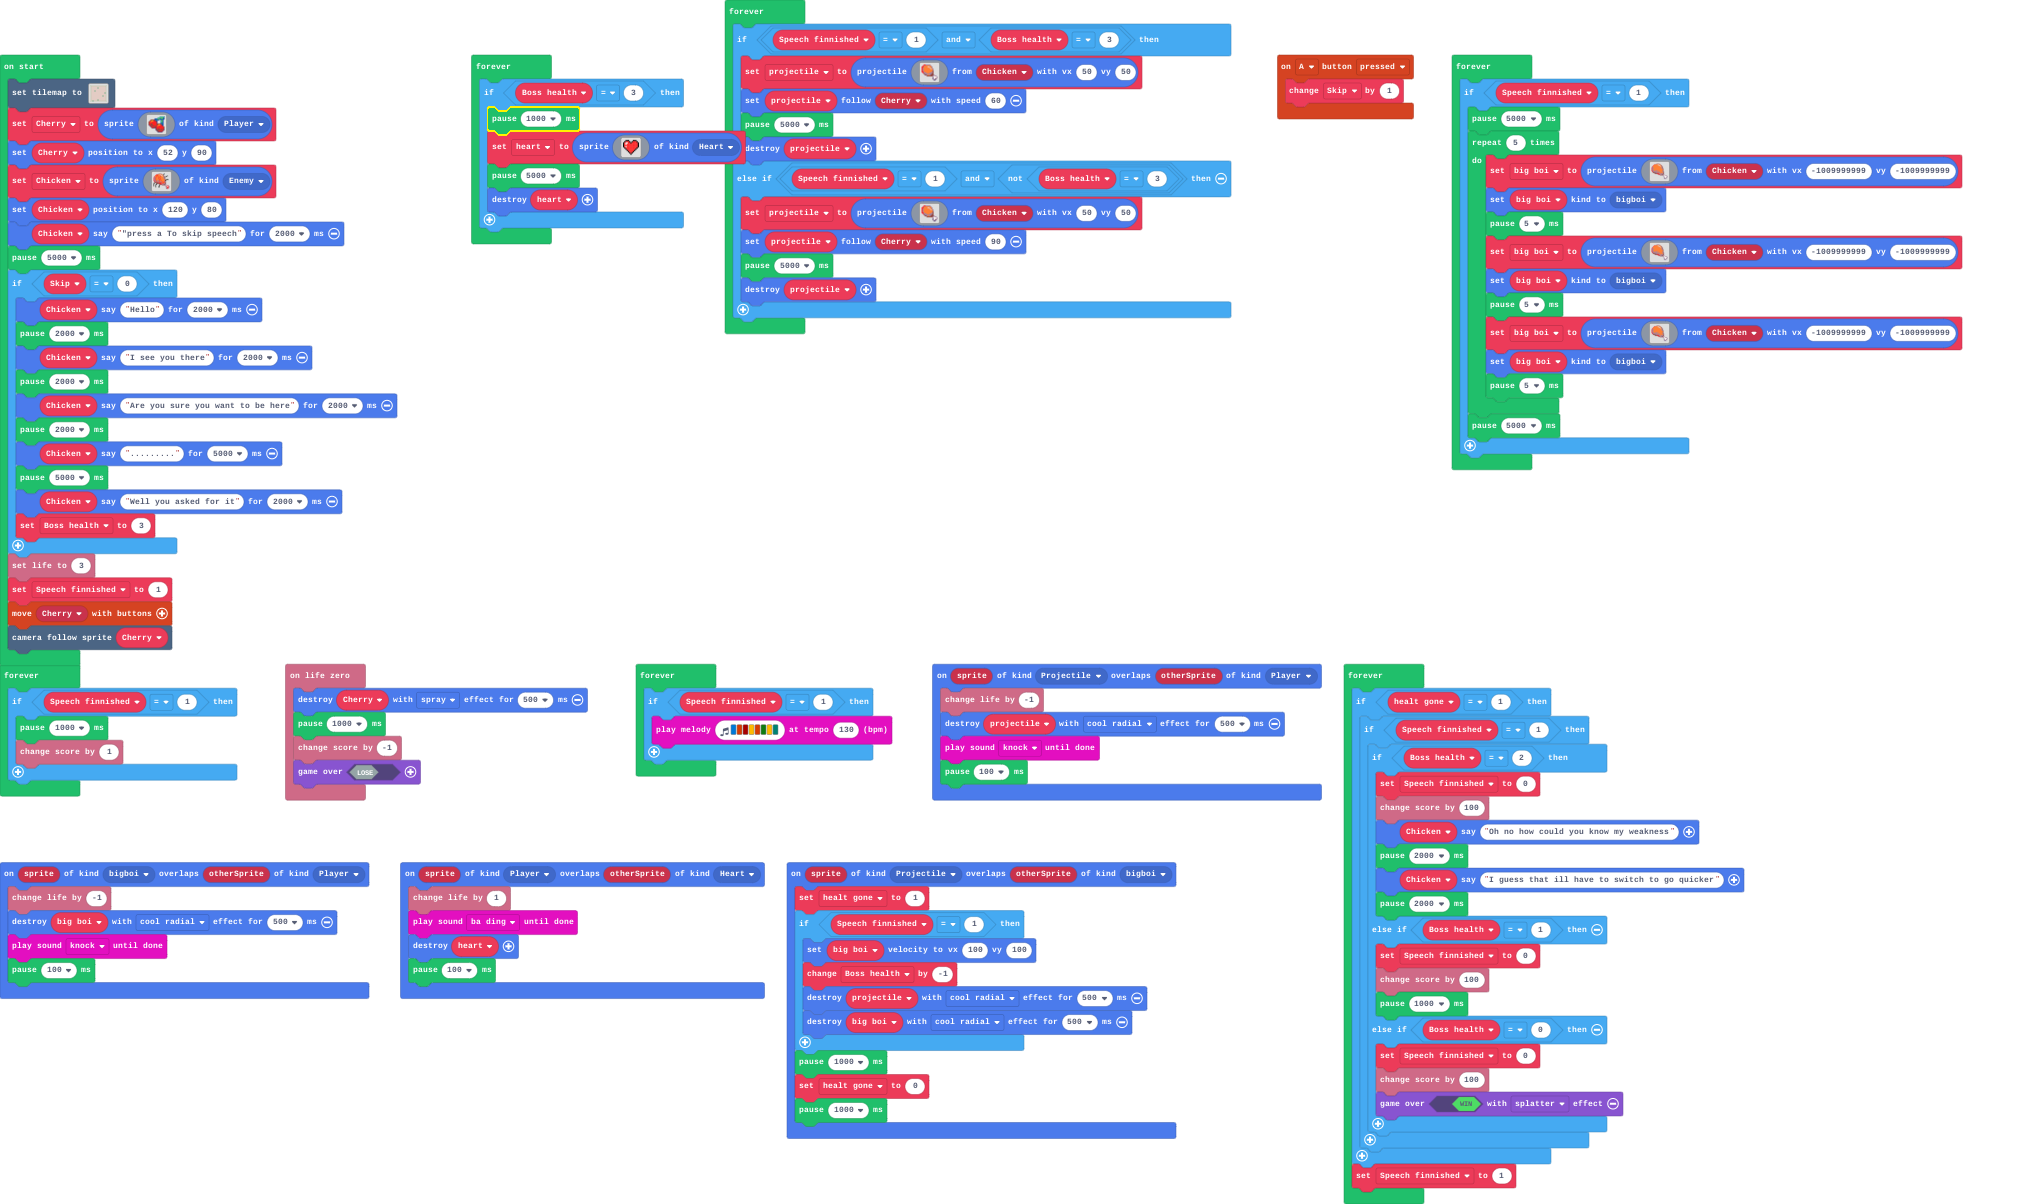 on start
set tilemap to
set Cherry to sprite of kind Player
set Cherry position to x 52 y 90
set Chicken to sprite of kind Enemy
set Chicken position to x 120 y 80
Chicken say ""press a To skip speech" for 2000 ms
pause 5000 ms
if Skip = 0 then
Chicken say "Hello" for 2000 ms
pause 2000 ms
Chicken say "I see you there" for 2000 ms
pause 2000 ms
Chicken say "Are you sure you want to be here" for 2000 ms
pause 2000 ms
Chicken say "........." for 5000 ms
pause 5000 ms
Chicken say "Well you asked for it" for 2000 ms
set Boss health to 3
set life to 3
set Speech finnished to 1
move Cherry with buttons
camera follow sprite Cherry
forever
if Boss health = 3 then
pause 1000 ms
set heart to sprite of kind Heart
pause 5000 ms
destroy heart
forever
if Speech finnished = 1 and Boss health = 3 then
set projectile to projectile from Chicken with vx 50 vy 50
set projectile follow Cherry with speed 60
pause 5000 ms
destroy projectile
else if Speech finnished = 1 and not Boss health = 3 then
set projectile to projectile from Chicken with vx 50 vy 50
set projectile follow Cherry with speed 90
pause 5000 ms
destroy projectile
on A button pressed
change Skip by 1
forever
if Speech finnished = 1 then
pause 5000 ms
repeat 5 times
do
set big boi to projectile from Chicken with vx -1009999999 vy -1009999999
set big boi kind to bigboi
pause 5 ms
set big boi to projectile from Chicken with vx -1009999999 vy -1009999999
set big boi kind to bigboi
pause 5 ms
set big boi to projectile from Chicken with vx -1009999999 vy -1009999999
set big boi kind to bigboi
pause 5 ms
pause 5000 ms
forever
if Speech finnished = 1 then
pause 1000 ms
change score by 1
on life zero
destroy Cherry with spray effect for 500 ms
pause 1000 ms
change score by -1
game over LOSE
forever
if Speech finnished = 1 then
play melody at tempo 130 (bpm)
on sprite of kind Projectile overlaps otherSprite of kind Player
change life by -1
destroy projectile with cool radial effect for 500 ms
play sound knock until done
pause 100 ms
forever
if healt gone = 1 then
if Speech finnished = 1 then
if Boss health = 2 then
set Speech finnished to 0
change score by 100
Chicken say "Oh no how could you know my weakness"
pause 2000 ms
Chicken say "I guess that ill have to switch to go quicker"
pause 2000 ms
else if Boss health = 1 then
set Speech finnished to 0
change score by 100
pause 1000 ms
else if Boss health = 0 then
set Speech finnished to 0
change score by 100
game over WIN with splatter effect
set Speech finnished to 1
on sprite of kind bigboi overlaps otherSprite of kind Player
change life by -1
destroy big boi with cool radial effect for 500 ms
play sound knock until done
pause 100 ms
on sprite of kind Player overlaps otherSprite of kind Heart
change life by 1
play sound ba ding until done
destroy heart
pause 100 ms
on sprite of kind Projectile overlaps otherSprite of kind bigboi
set healt gone to 1
if Speech finnished = 1 then
set big boi velocity to vx 100 vy 100
change Boss health by -1
destroy projectile with cool radial effect for 500 ms
destroy big boi with cool radial effect for 500 ms
pause 1000 ms
set healt gone to 0
pause 1000 ms